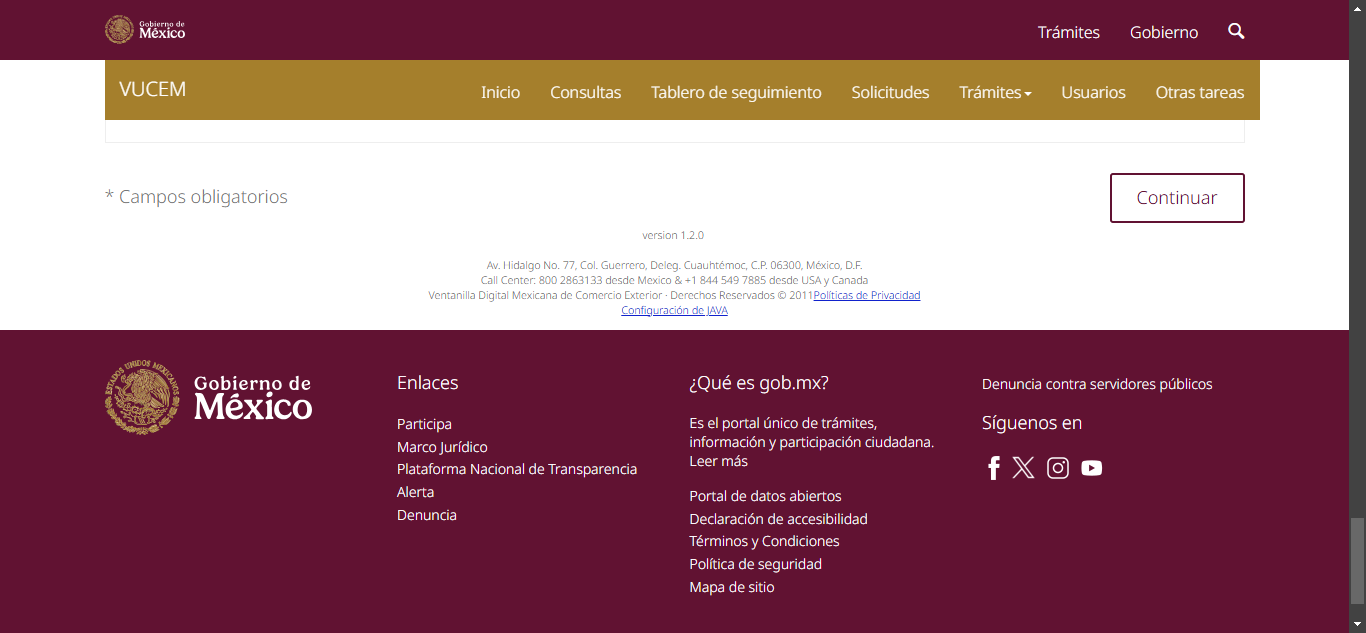 Gobierno de
México
Trámites
Gobierno
VUCEM
Inicio
Consultas
Tablero de seguimiento
Solicitudes
Trámites
Usuarios
Otras tareas
* Campos obligatorios
Continuar
version 1.2.0
Av. Hidalgo No. 77, Col. Guerrero, Deleg. Cuauhtémoc, C.P. 06300, México, D.F.
Call Center: 800 2863133 desde Mexico & +1 844 549 7885 desde USA y Canada
Ventanilla Digital Mexicana de Comercio Exterior · Derechos Reservados © 2011Políticas de Privacidad
Configuración de JAVA
ESTADOS UNIDOS MEXICANOS
Gobierno de
México
Enlaces
Participa
Marco Jurídico
Plataforma Nacional de Transparencia
Alerta
Denuncia
¿Qué es gob.mx?
Es el portal único de trámites,
información y participación ciudadana.
Leer más
Portal de datos abiertos
Declaración de accesibilidad
Términos y Condiciones
Política de seguridad
Mapa de sitio
Denuncia contra servidores públicos
Síguenos en